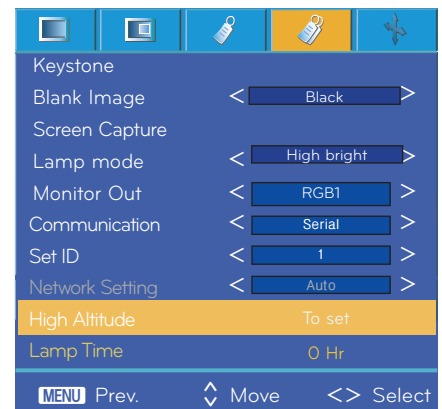 Keystone
Blank Image < Black >
Screen Capture
Lamp mode < High bright >
Monitor Out < RGB1 >
Communication < Serial >
Set ID < 1 >
Network Setting < Auto >
High Altitude To set
Lamp Time 0 Hr
MENU Prev. Move <> Select